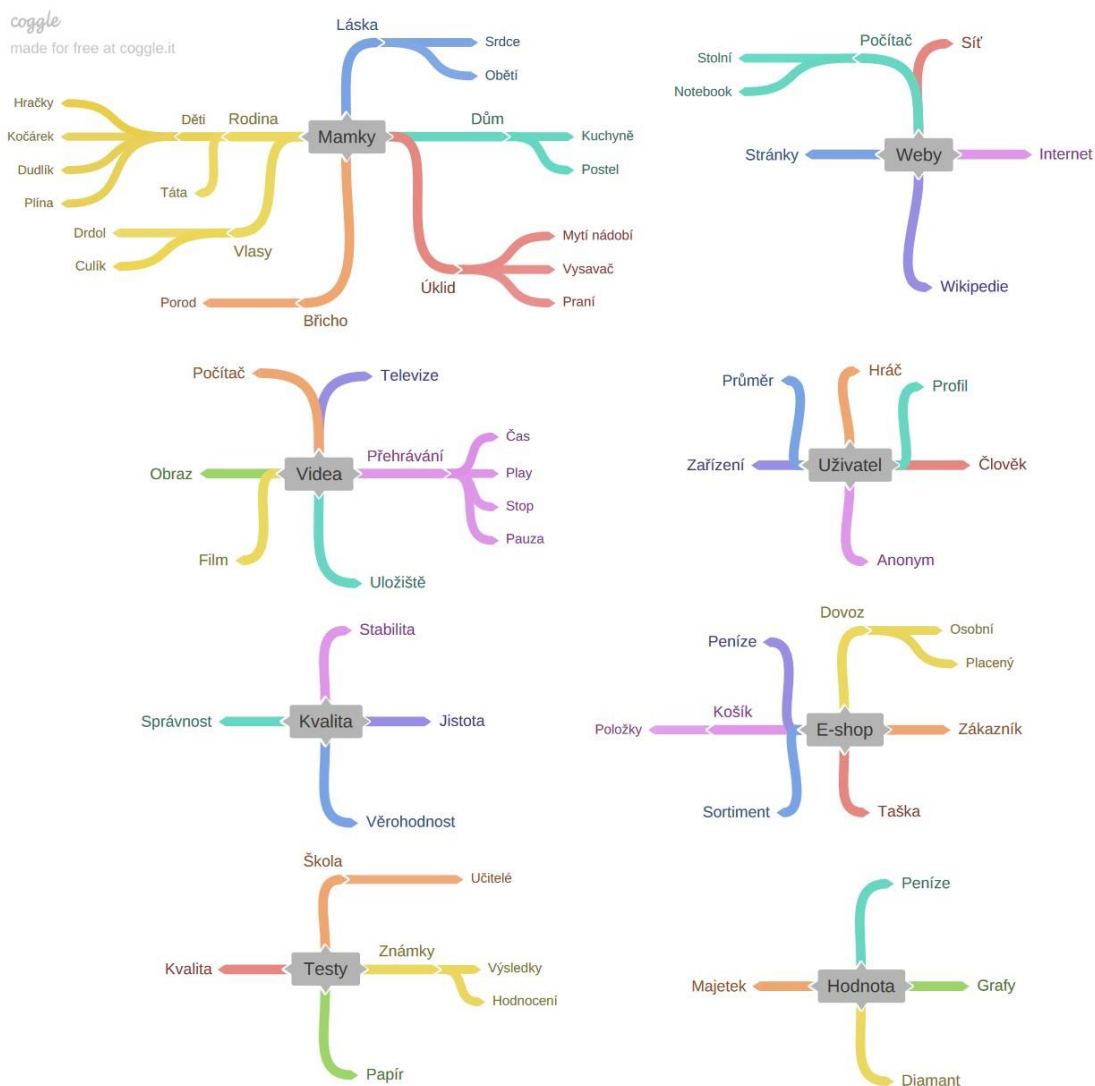 coggle
made for free at coggle.it
Láska
Srdce
Obětí
Hračky
Kočárek
Dudlík
Plína
Děti
Rodina
Táta
Mamky
Dům
Kuchyně
Postel
Drdol
Culík
Vlasy
Úklid
Mytí nádobí
Vysavač
Praní
Porod
Břicho
Počítač
Síť
Stolní
Notebook
Stránky
Weby
Internet
Wikipedie
Počítač
Televize
Obraz
Videa
Přehrávání
Čas
Play
Stop
Pauza
Film
Uložiště
Průměr
Hráč
Profil
Zařízení
Uživatel
Člověk
Anonym
Stabilita
Správnost
Kvalita
Jistota
Věrohodnost
Dovoz
Osobní
Placený
Peníze
Položky
Košík
E-shop
Zákazník
Sortiment
Taška
Škola
Učitelé
Kvalita
Testy
Známky
Výsledky
Hodnocení
Papír
Peníze
Majetek
Hodnota
Grafy
Diamant